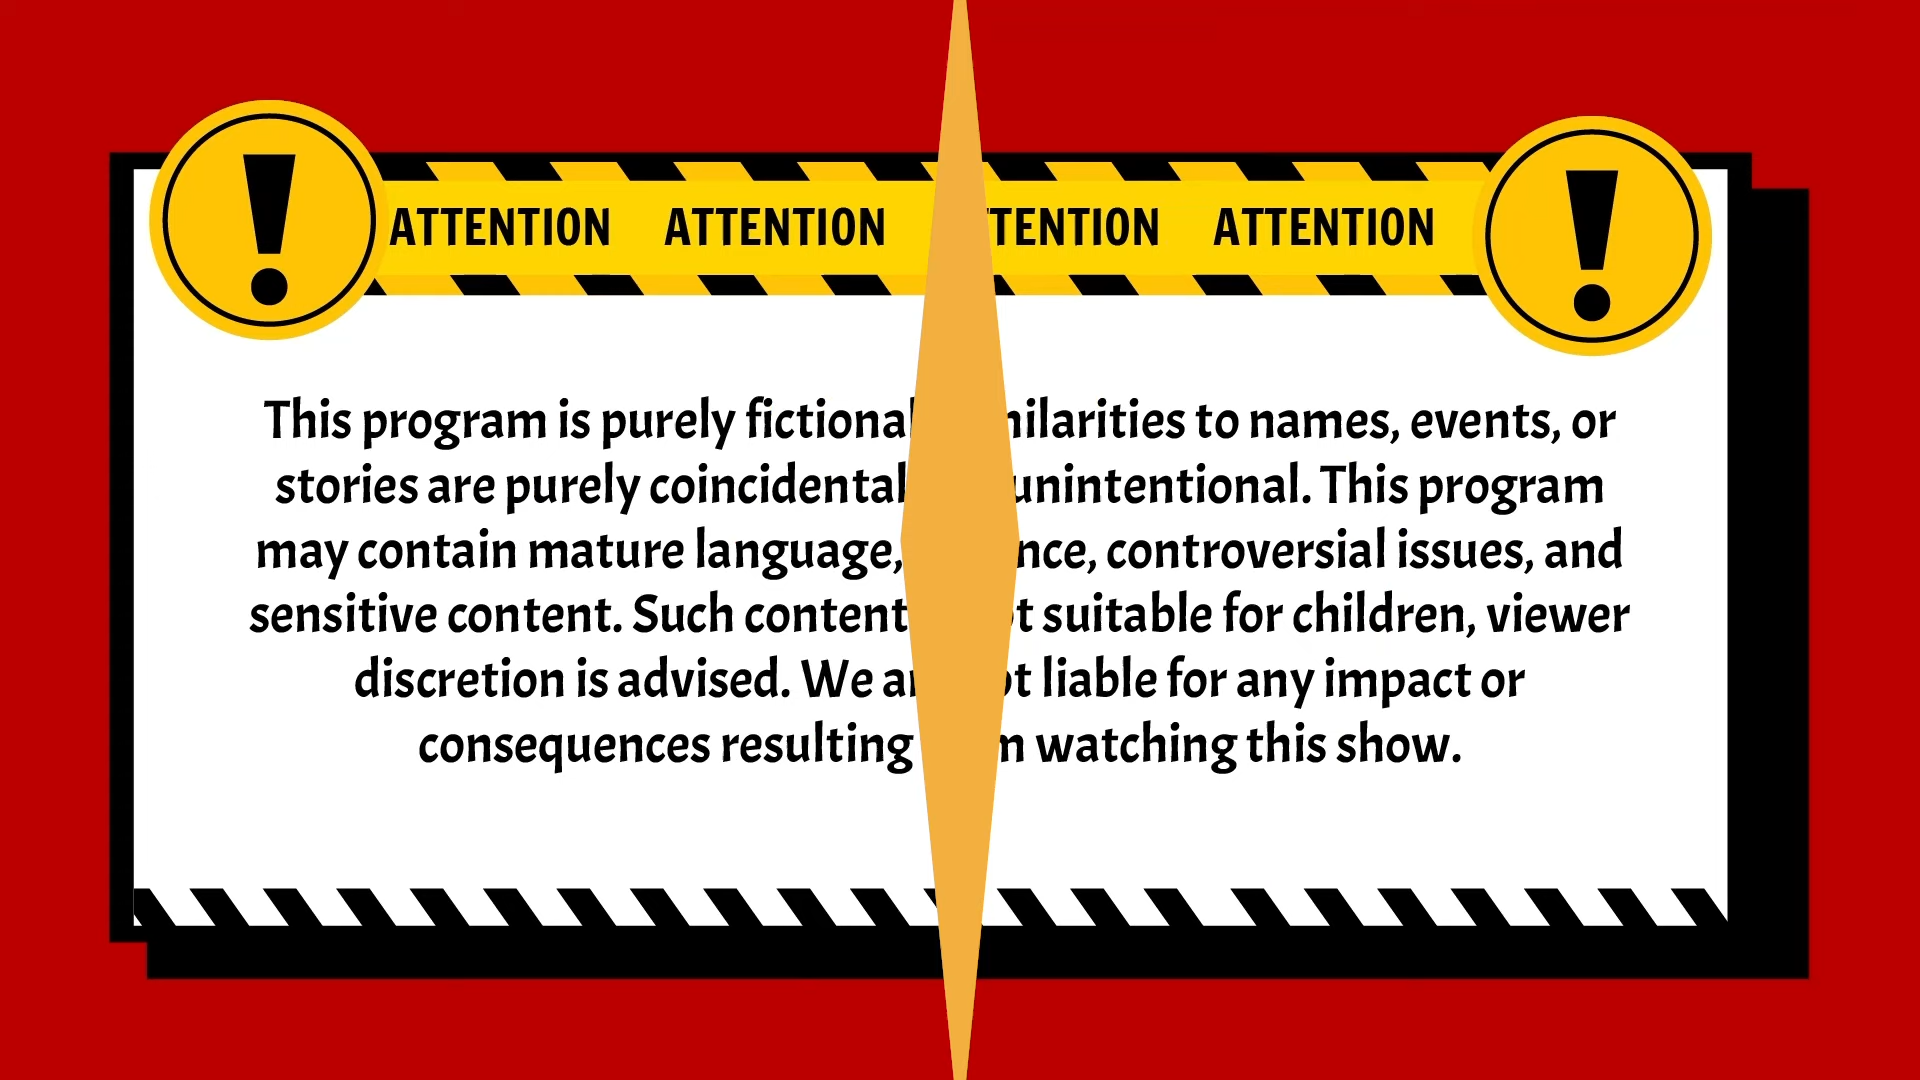 ATTENTION ATTENTION TENTION ATTENTION
This program is purely fictional similarities to names, events, or
stories are purely coincidental unintentional. This program
may contain mature language, controversial issues, and
sensitive content. Such content suitable for children, viewer
discretion is advised. We liable for any impact or
consequences resulting watching this show.